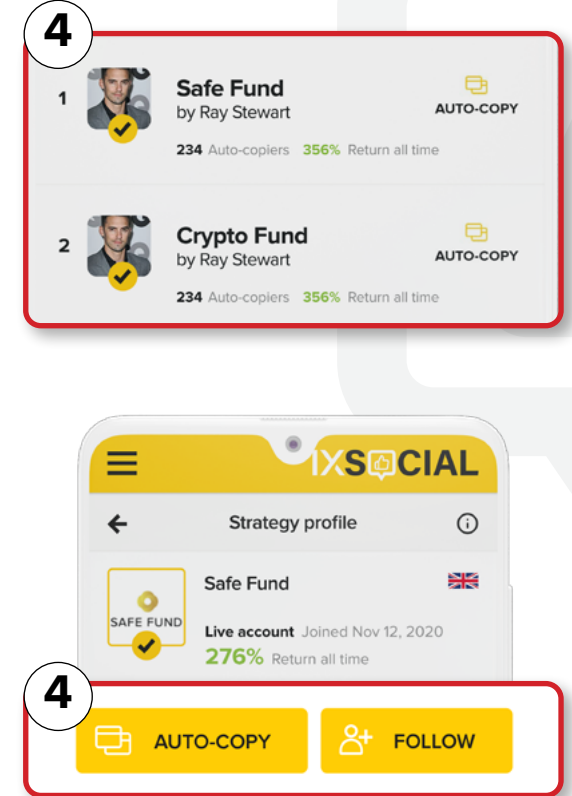 4
1
Safe Fund
by Ray Stewart
AUTO-COPY
234 Auto-copiers 356% Return all time
2
Crypto Fund
by Ray Stewart
AUTO-COPY
234 Auto-copiers 356% Return all time
IXSOCIAL
Strategy profile
Safe Fund
SAFE FUND
Live account Joined Nov 12, 2020
276% Return all time
4
AUTO-COPY
FOLLOW